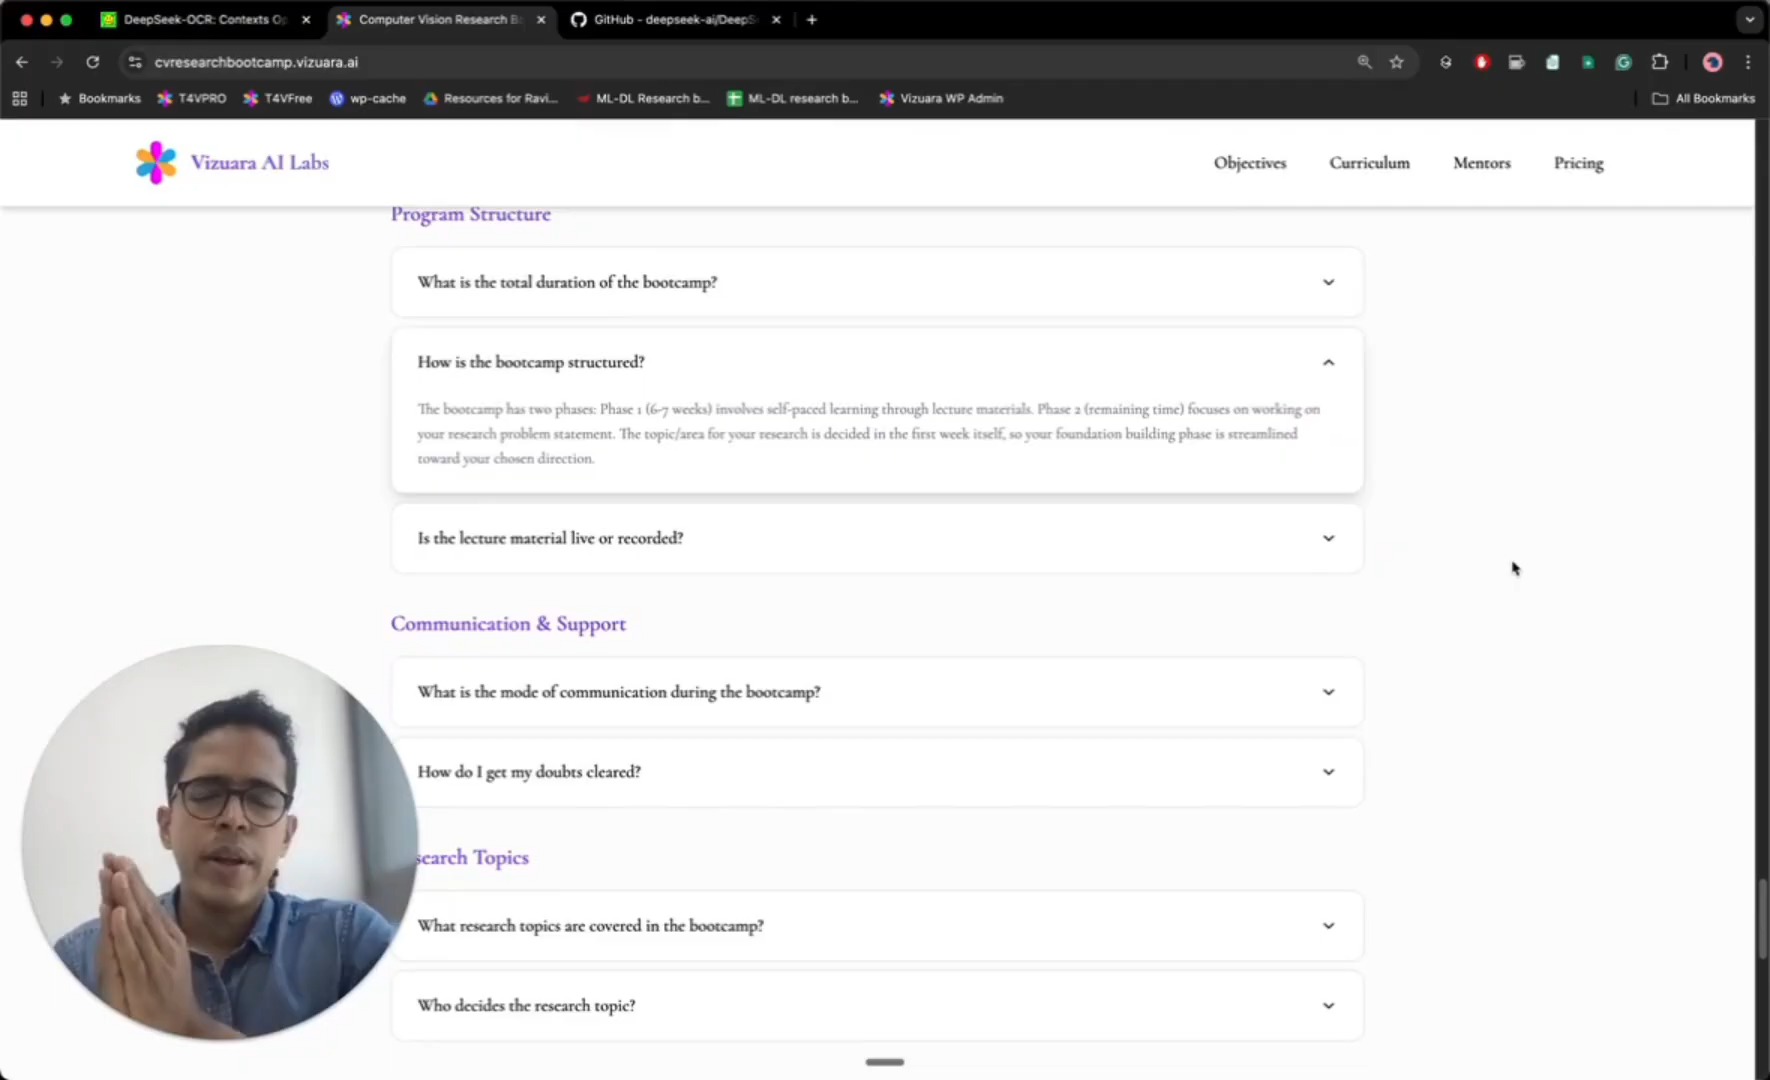 DeepSeek-OCR: Contexts Op
Computer Vision Research B
GitHub - deepseek-ai/DeepS
cvresearchbootcamp.vizuara.ai
Bookmarks
T4VPRO
T4VFree
wp-cache
Resources for Ravi...
ML-DL Research b...
ML-DL research b...
Vizuara WP Admin
All Bookmarks
Vizuara AI Labs
Objectives
Curriculum
Mentors
Pricing
Program Structure
What is the total duration of the bootcamp?
How is the bootcamp structured?
The bootcamp has two phases: Phase 1 (6-7 weeks) involves self-paced learning through lecture materials. Phase 2 (remaining time) focuses on working on
your research problem statement. The topic/area for your research is decided in the first week itself, so your foundation building phase is streamlined
toward your chosen direction.
Is the lecture material live or recorded?
Communication & Support
What is the mode of communication during the bootcamp?
How do I get my doubts cleared?
search Topics
What research topics are covered in the bootcamp?
Who decides the research topic?